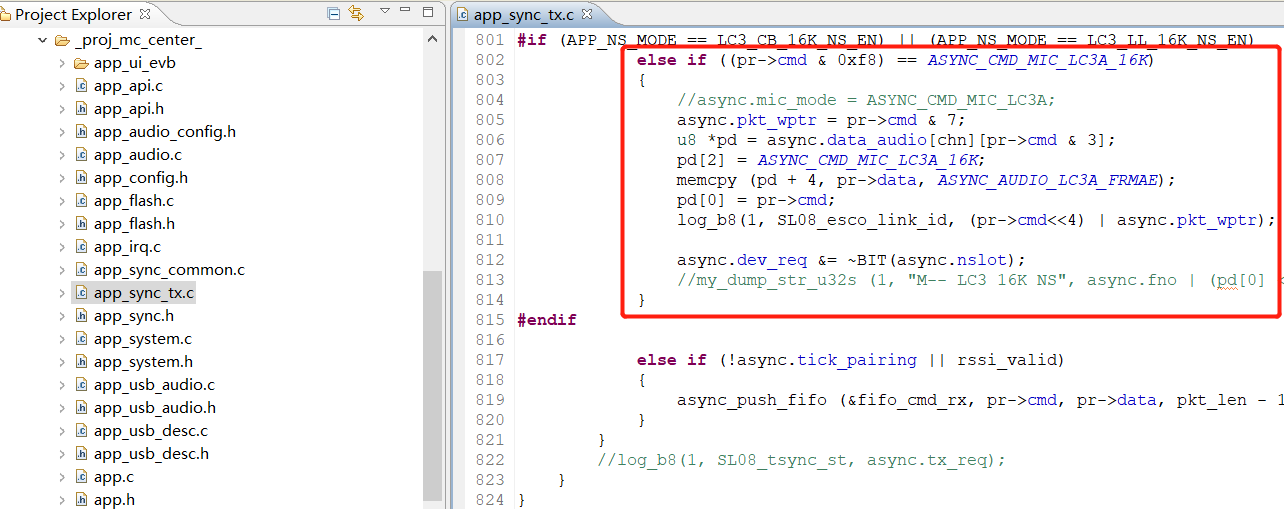 Project Explorer
_proj_mc_center_
app_ui_evb
app_api.c
app_api.h
app_audio_config.h
app_audio.c
app_config.h
app_flash.c
app_flash.h
app_irq.c
app_sync_common.c
app_sync_tx.c
app_sync.h
app_system.c
app_system.h
app_usb_audio.c
app_usb_audio.h
app_usb_desc.c
app_usb_desc.h
app.c
app.h
app_sync_tx.c
801 #if (APP_NS_MODE == LC3_CB_16K_NS_EN) || (APP_NS_MODE == LC3_LL_16K_NS_EN)
802 else if ((pr->cmd & 0xf8) == ASYNC_CMD_MIC_LC3A_16K)
803 {
804 //async.mic_mode = ASYNC_CMD_MIC_LC3A;
805 async.pkt_wptr = pr->cmd & 7;
806 u8 *pd = async.data_audio[chn][pr->cmd & 3];
807 pd[2] = ASYNC_CMD_MIC_LC3A_16K;
808 memcpy (pd + 4, pr->data, ASYNC_AUDIO_LC3A_FRMAE);
809 pd[0] = pr->cmd;
810 log_b8(1, SL08_esco_link_id, (pr->cmd<<4) | async.pkt_wptr);
811
812 async.dev_req &= ~BIT(async.nslot);
813 //my_dump_str_u32s (1, "M-- LC3 16K NS", async.fno | (pd[0] <
814 }
815 #endif
816
817 else if (!async.tick_pairing || rssi_valid)
818 {
819 async_push_fifo (&fifo_cmd_rx, pr->cmd, pr->data, pkt_len - 1
820 }
821 }
822 //log_b8(1, SL08_tsync_st, async.tx_req);
823 }
824 }